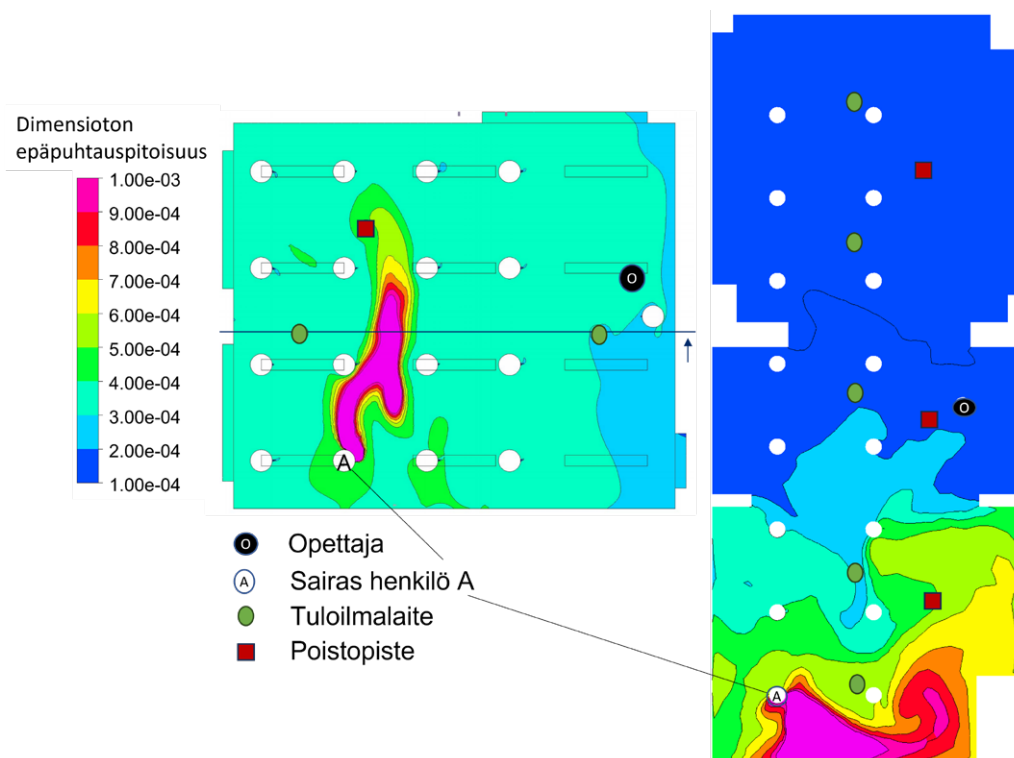 Dimensioton
epäpuhtauspitoisuus
1.00e-03
9.00e-04
8.00e-04
7.00e-04
6.00e-04
5.00e-04
4.00e-04
3.00e-04
2.00e-04
1.00e-04
O
A
O Opettaja
A Sairas henkilö A
Tuloilmalaite
Poistopiste
O
A